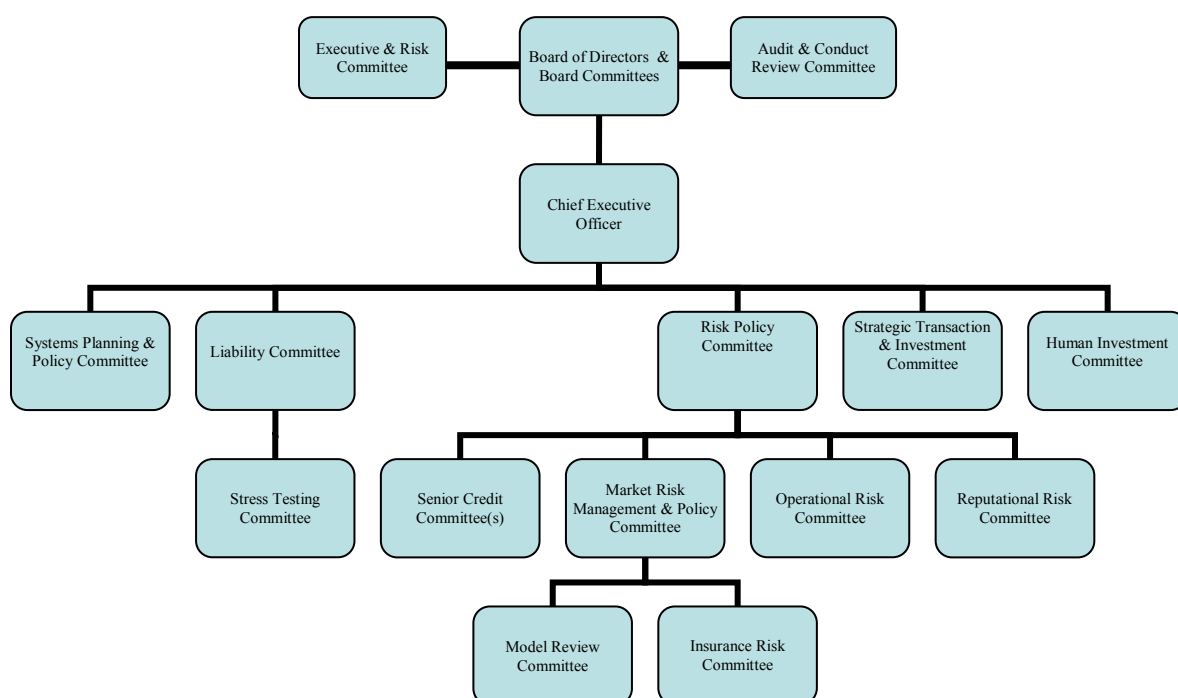 Executive & Risk
Committee
Board of Directors &
Board Committees
Audit & Conduct
Review Committee
Chief Executive
Officer
Systems Planning &
Policy Committee
Liability Committee
Risk Policy
Committee
Strategic Transaction
& Investment
Committee
Human Investment
Committee
Stress Testing
Committee
Senior Credit
Committee(s)
Market Risk
Management & Policy
Committee
Operational Risk
Committee
Reputational Risk
Committee
Model Review
Committee
Insurance Risk
Committee